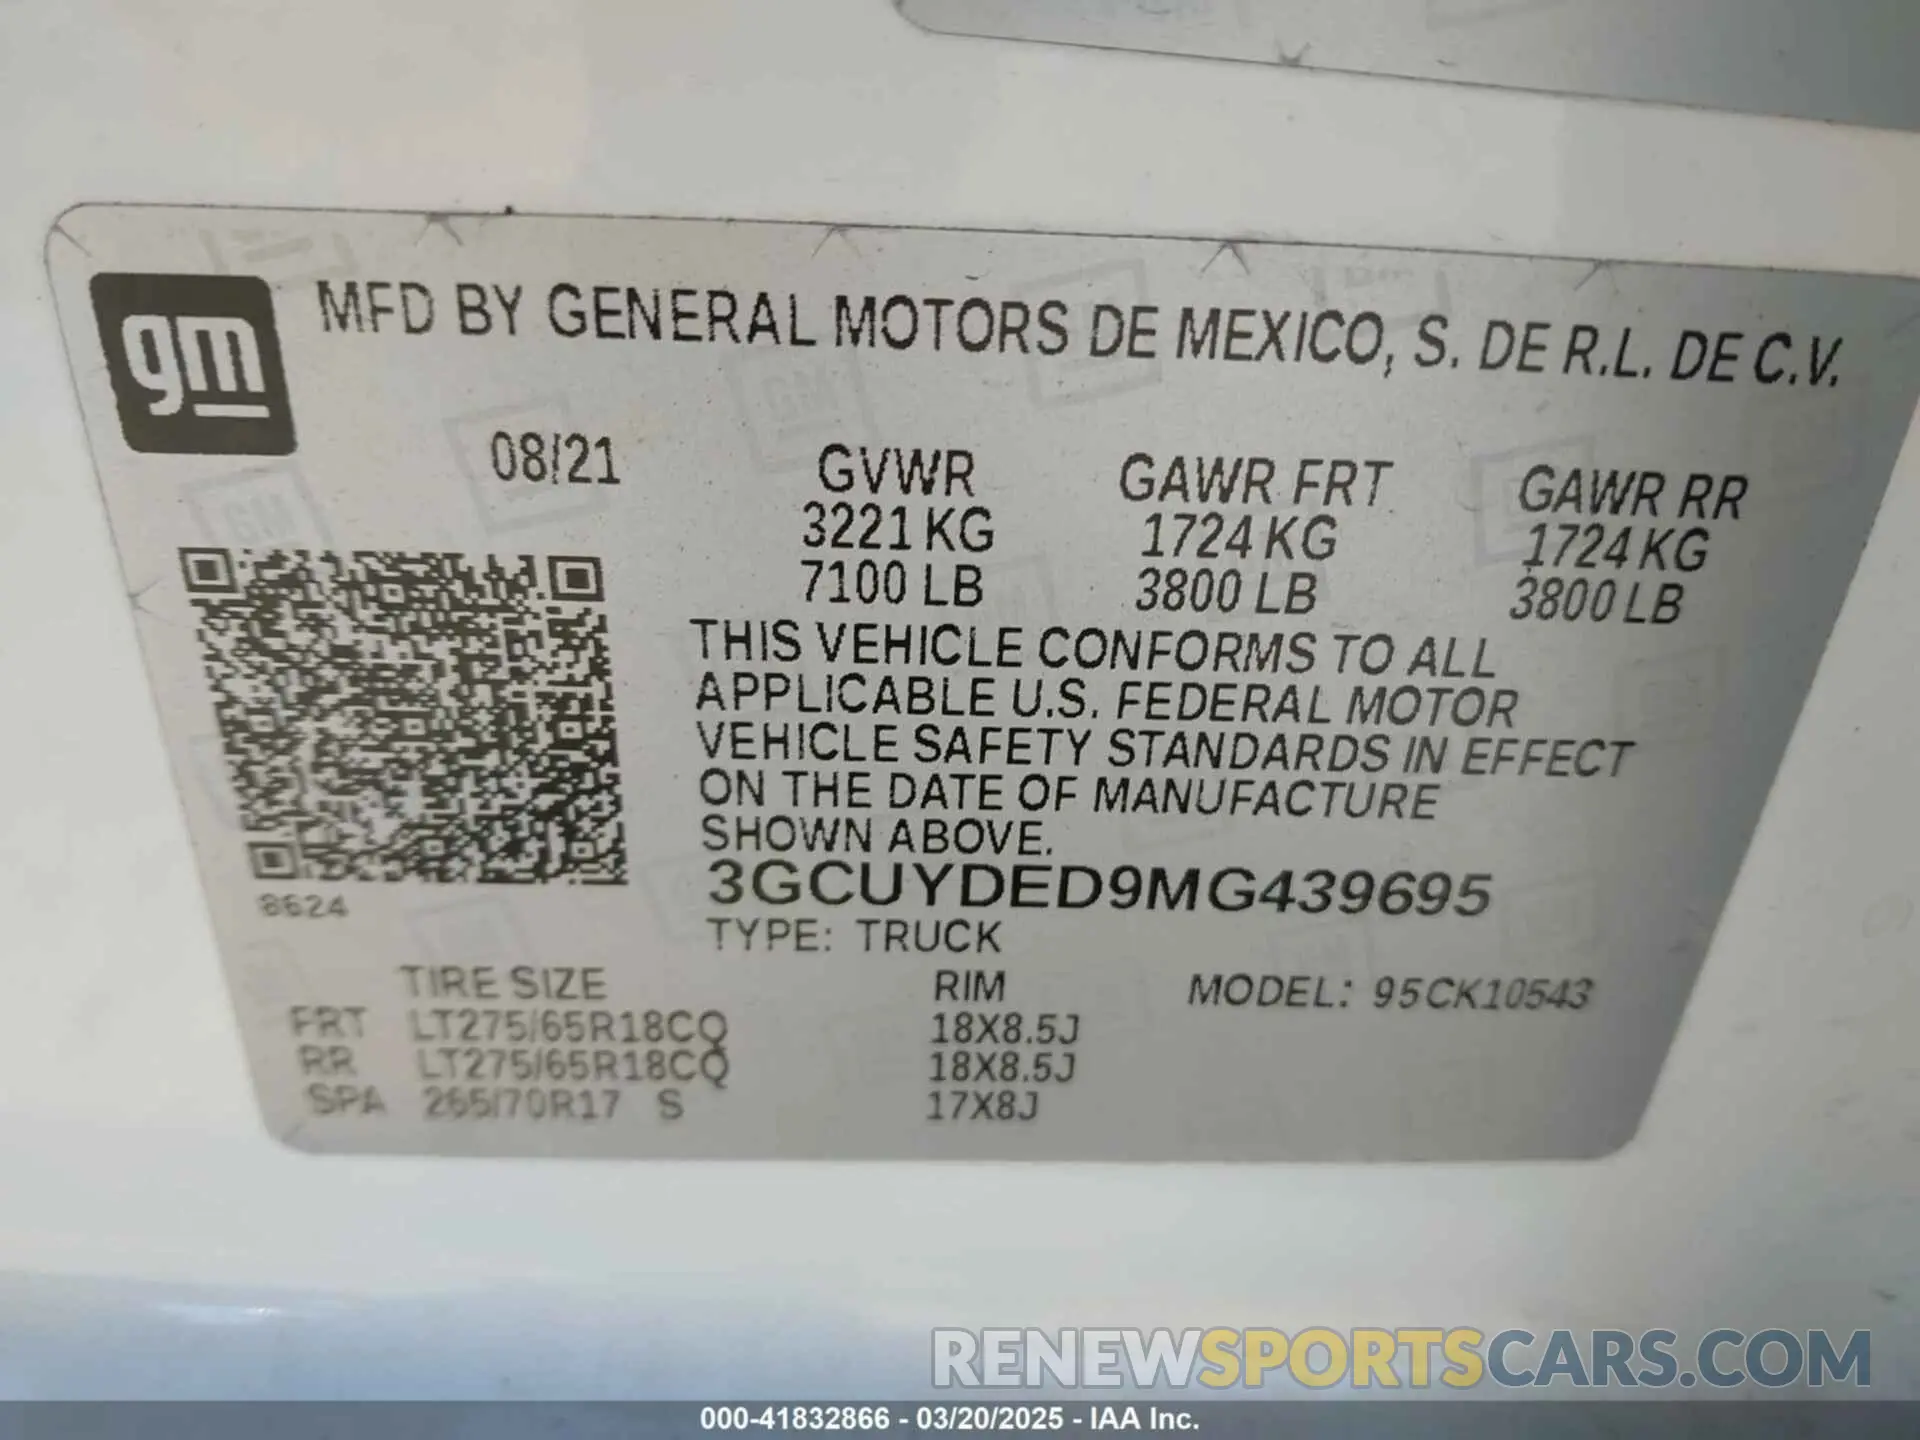 gm
MFD BY GENERAL MOTORS DE MEXICO, S. DE R.L. DE C.V.
08/21
GVWR GAWR FRT GAWR RR
3221 KG 1724 KG 1724 KG
7100 LB 3800 LB 3800 LB
THIS VEHICLE CONFORMS TO ALL
APPLICABLE U.S. FEDERAL MOTOR
VEHICLE SAFETY STANDARDS IN EFFECT
ON THE DATE OF MANUFACTURE
SHOWN ABOVE.
3GCUYDED9MG439695
8624
TYPE: TRUCK
TIRE SIZE RIM MODEL: 95CK10543
FRT LT275/65R18CQ 18X8.5J
RR LT275/65R18CQ 18X8.5J
SPA 265/70R17 S 17X8J
RENEWSPORTSCARS.COM
000-41832866 - 03/20/2025 - IAA Inc.